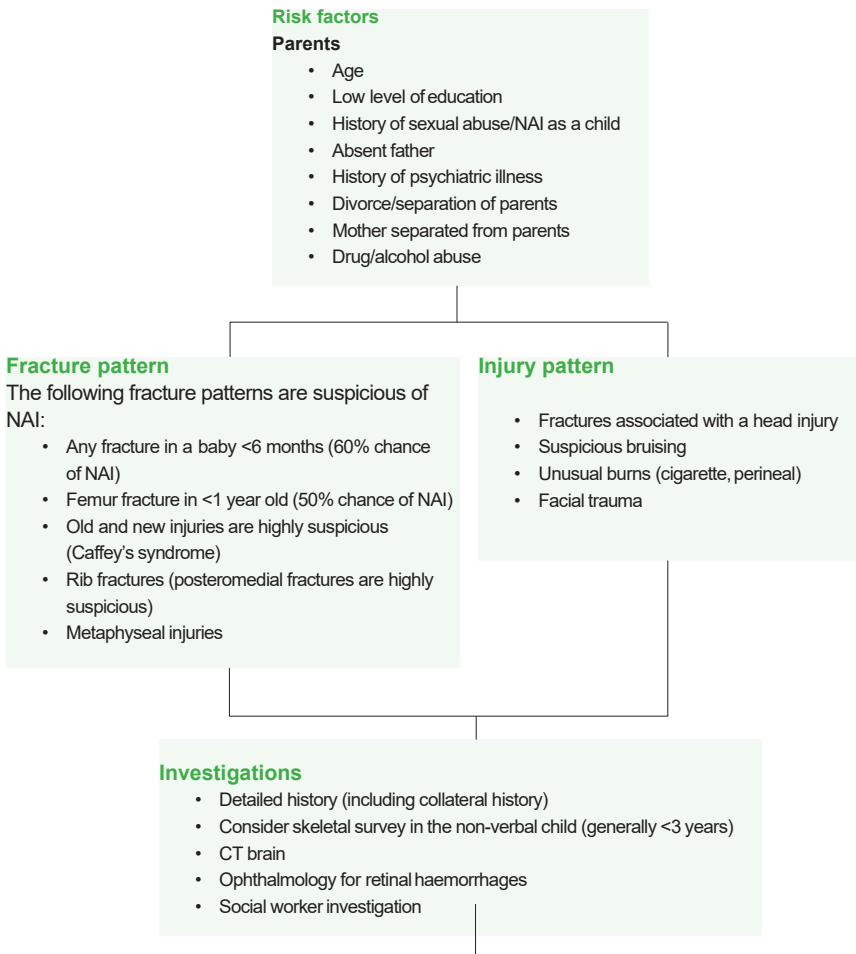 Risk factors
Parents
• Age
• Low level of education
• History of sexual abuse/NAI as a child
• Absent father
• History of psychiatric illness
• Divorce/separation of parents
• Mother separated from parents
• Drug/alcohol abuse
Fracture pattern
The following fracture patterns are suspicious of
NAI:
• Any fracture in a baby <6 months (60% chance
of NAI)
• Femur fracture in <1 year old (50% chance of NAI)
• Old and new injuries are highly suspicious
(Caffey's syndrome)
• Rib fractures (posteromedial fractures are highly
suspicious)
• Metaphyseal injuries
Injury pattern
• Fractures associated with a head injury
• Suspicious bruising
• Unusual burns (cigarette, perineal)
• Facial trauma
Investigations
• Detailed history (including collateral history)
• Consider skeletal survey in the non-verbal child (generally <3 years)
• CT brain
• Ophthalmology for retinal haemorrhages
• Social worker investigation